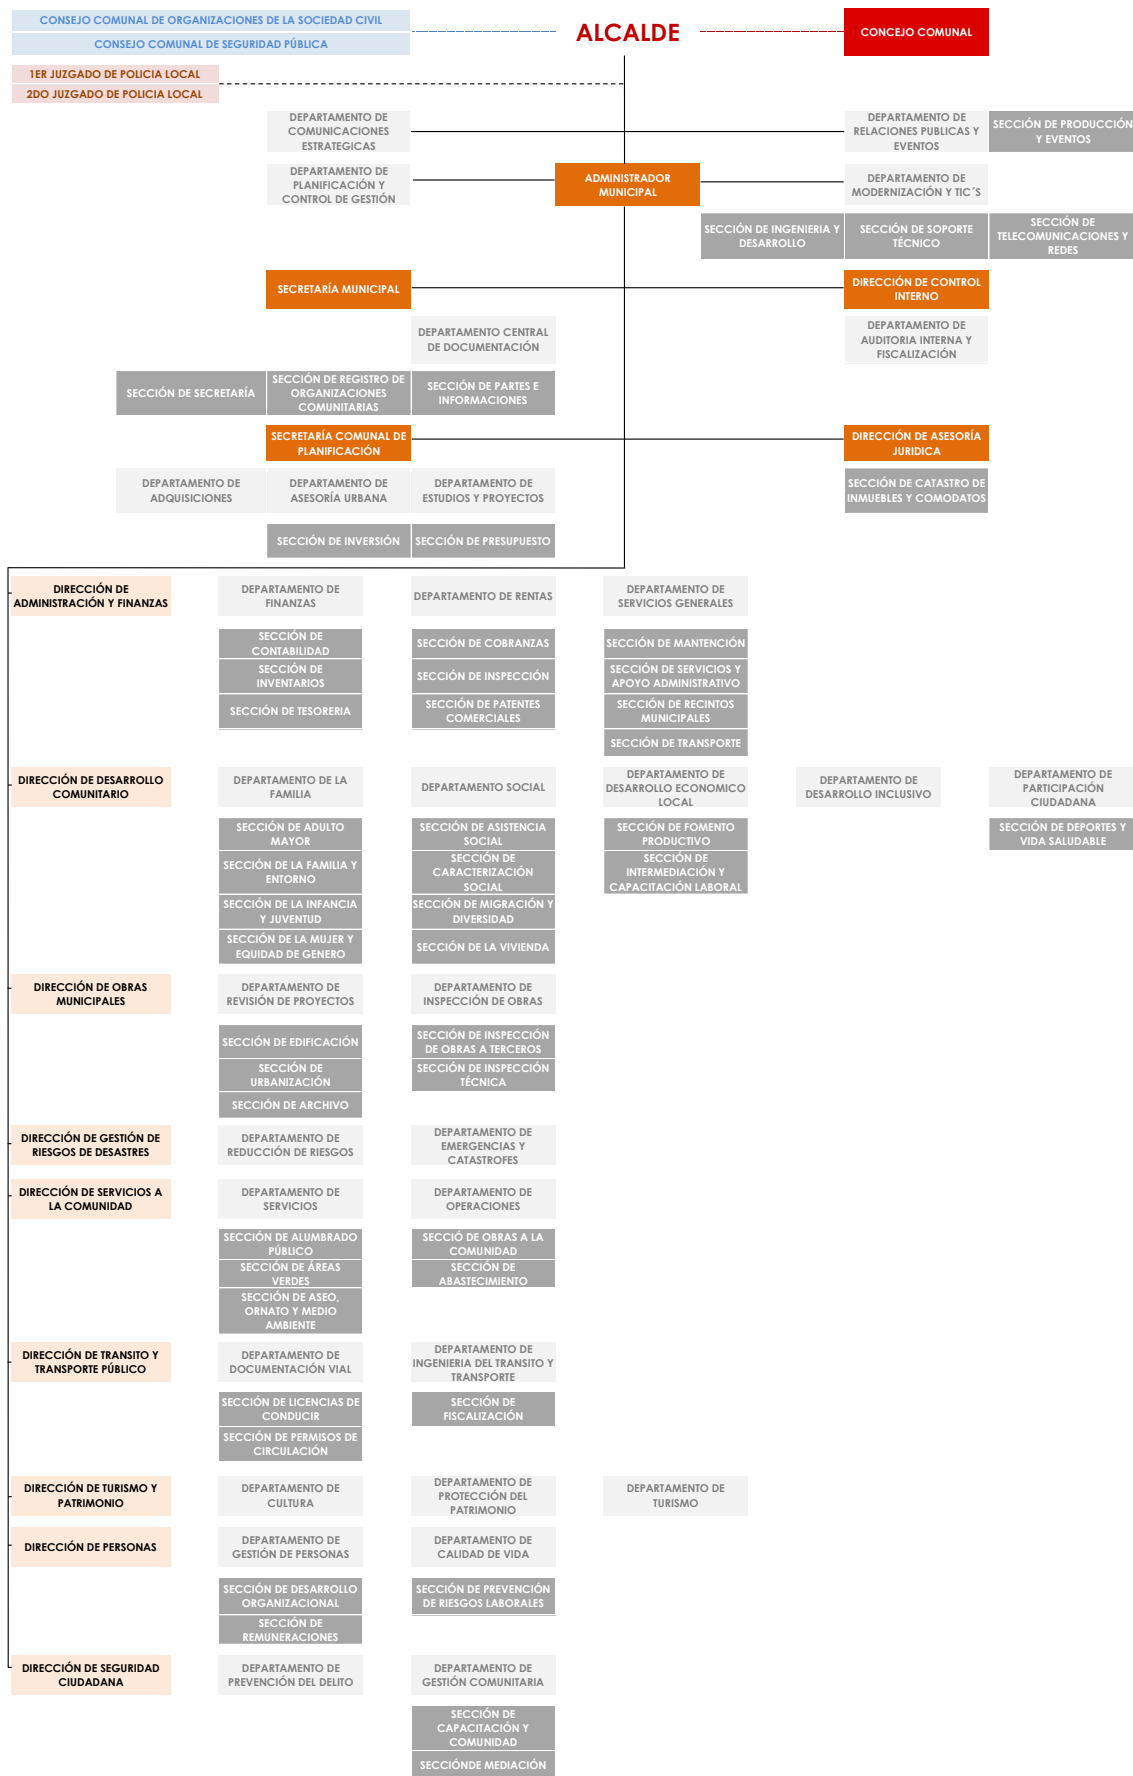 CONSEJO COMUNAL DE ORGANIZACIONES DE LA SOCIEDAD CIVIL
CONSEJO COMUNAL DE SEGURIDAD PÚBLICA
ALCALDE
CONCEJO COMUNAL
1ER JUZGADO DE POLICIA LOCAL
2DO JUZGADO DE POLICIA LOCAL
DEPARTAMENTO DE
COMUNICACIONES
ESTRATEGICAS
DEPARTAMENTO DE
RELACIONES PUBLICAS Y
EVENTOS
SECCIÓN DE PRODUCCIÓN
Y EVENTOS
DEPARTAMENTO DE
PLANIFICACIÓN Y
CONTROL DE GESTIÓN
ADMINISTRADOR
MUNICIPAL
DEPARTAMENTO DE
MODERNIZACIÓN Y TIC´S
SECCIÓN DE INGENIERIA Y
DESARROLLO
SECCIÓN DE SOPORTE
TÉCNICO
SECCIÓN DE
TELECOMUNICACIONES Y
REDES
SECRETARÍA MUNICIPAL
DIRECCIÓN DE CONTROL
INTERNO
DEPARTAMENTO CENTRAL
DE DOCUMENTACIÓN
DEPARTAMENTO DE
AUDITORIA INTERNA Y
FISCALIZACIÓN
SECCIÓN DE SECRETARÍA
SECCIÓN DE REGISTRO DE
ORGANIZACIONES
COMUNITARIAS
SECCIÓN DE PARTES E
INFORMACIONES
SECRETARÍA COMUNAL DE
PLANIFICACIÓN
DIRECCIÓN DE ASESORÍA
JURIDICA
DEPARTAMENTO DE
ADQUISICIONES
DEPARTAMENTO DE
ASESORÍA URBANA
DEPARTAMENTO DE
ESTUDIOS Y PROYECTOS
SECCIÓN DE CATASTRO DE
INMUEBLES Y COMODATOS
SECCIÓN DE INVERSIÓN
SECCIÓN DE PRESUPUESTO
DIRECCIÓN DE
ADMINISTRACIÓN Y FINANZAS
DEPARTAMENTO DE
FINANZAS
DEPARTAMENTO DE RENTAS
DEPARTAMENTO DE
SERVICIOS GENERALES
SECCIÓN DE
CONTABILIDAD
SECCIÓN DE COBRANZAS
SECCIÓN DE MANTENCIÓN
SECCIÓN DE
INVENTARIOS
SECCIÓN DE INSPECCIÓN
SECCIÓN DE SERVICIOS Y
APOYO ADMINISTRATIVO
SECCIÓN DE TESORERIA
SECCIÓN DE PATENTES
COMERCIALES
SECCIÓN DE RECINTOS
MUNICIPALES
SECCIÓN DE TRANSPORTE
DIRECCIÓN DE DESARROLLO
COMUNITARIO
DEPARTAMENTO DE LA
FAMILIA
DEPARTAMENTO SOCIAL
DEPARTAMENTO DE
DESARROLLO ECONOMICO
LOCAL
DEPARTAMENTO DE
DESARROLLO INCLUSIVO
DEPARTAMENTO DE
PARTICIPACIÓN
CIUDADANA
SECCIÓN DE ADULTO
MAYOR
SECCIÓN DE ASISTENCIA
SOCIAL
SECCIÓN DE FOMENTO
PRODUCTIVO
SECCIÓN DE DEPORTES Y
VIDA SALUDABLE
SECCIÓN DE LA FAMILIA Y
ENTORNO
SECCIÓN DE
CARACTERIZACIÓN
SOCIAL
SECCIÓN DE
INTERMEDIACIÓN Y
CAPACITACIÓN LABORAL
SECCIÓN DE LA INFANCIA
Y JUVENTUD
SECCIÓN DE MIGRACIÓN Y
DIVERSIDAD
SECCIÓN DE LA MUJER Y
EQUIDAD DE GENERO
SECCIÓN DE LA VIVIENDA
DIRECCIÓN DE OBRAS
MUNICIPALES
DEPARTAMENTO DE
REVISIÓN DE PROYECTOS
DEPARTAMENTO DE
INSPECCIÓN DE OBRAS
SECCIÓN DE EDIFICACIÓN
SECCIÓN DE INSPECCIÓN
DE OBRAS A TERCEROS
SECCIÓN DE
URBANIZACIÓN
SECCIÓN DE INSPECCIÓN
TÉCNICA
SECCIÓN DE ARCHIVO
DIRECCIÓN DE GESTIÓN DE
RIESGOS DE DESASTRES
DEPARTAMENTO DE
REDUCCIÓN DE RIESGOS
DEPARTAMENTO DE
EMERGENCIAS Y
CATASTROFES
DIRECCIÓN DE SERVICIOS A
LA COMUNIDAD
DEPARTAMENTO DE
SERVICIOS
DEPARTAMENTO DE
OPERACIONES
SECCIÓN DE ALUMBRADO
PÚBLICO
SECCIÓ DE OBRAS A LA
COMUNIDAD
SECCIÓN DE ÁREAS
VERDES
SECCIÓN DE
ABASTECIMIENTO
SECCIÓN DE ASEO,
ORNATO Y MEDIO
AMBIENTE
DIRECCIÓN DE TRANSITO Y
TRANSPORTE PÚBLICO
DEPARTAMENTO DE
DOCUMENTACIÓN VIAL
DEPARTAMENTO DE
INGENIERIA DEL TRANSITO Y
TRANSPORTE
SECCIÓN DE LICENCIAS DE
CONDUCIR
SECCIÓN DE
FISCALIZACIÓN
SECCIÓN DE PERMISOS DE
CIRCULACIÓN
DIRECCIÓN DE TURISMO Y
PATRIMONIO
DEPARTAMENTO DE
CULTURA
DEPARTAMENTO DE
PROTECCIÓN DEL
PATRIMONIO
DEPARTAMENTO DE
TURISMO
DIRECCIÓN DE PERSONAS
DEPARTAMENTO DE
GESTIÓN DE PERSONAS
DEPARTAMENTO DE
CALIDAD DE VIDA
SECCIÓN DE DESARROLLO
ORGANIZACIONAL
SECCIÓN DE PREVENCIÓN
DE RIESGOS LABORALES
SECCIÓN DE
REMUNERACIONES
DIRECCIÓN DE SEGURIDAD
CIUDADANA
DEPARTAMENTO DE
PREVENCIÓN DEL DELITO
DEPARTAMENTO DE
GESTIÓN COMUNITARIA
SECCIÓN DE
CAPACITACIÓN Y
COMUNIDAD
SECCIÓNDE MEDIACIÓN